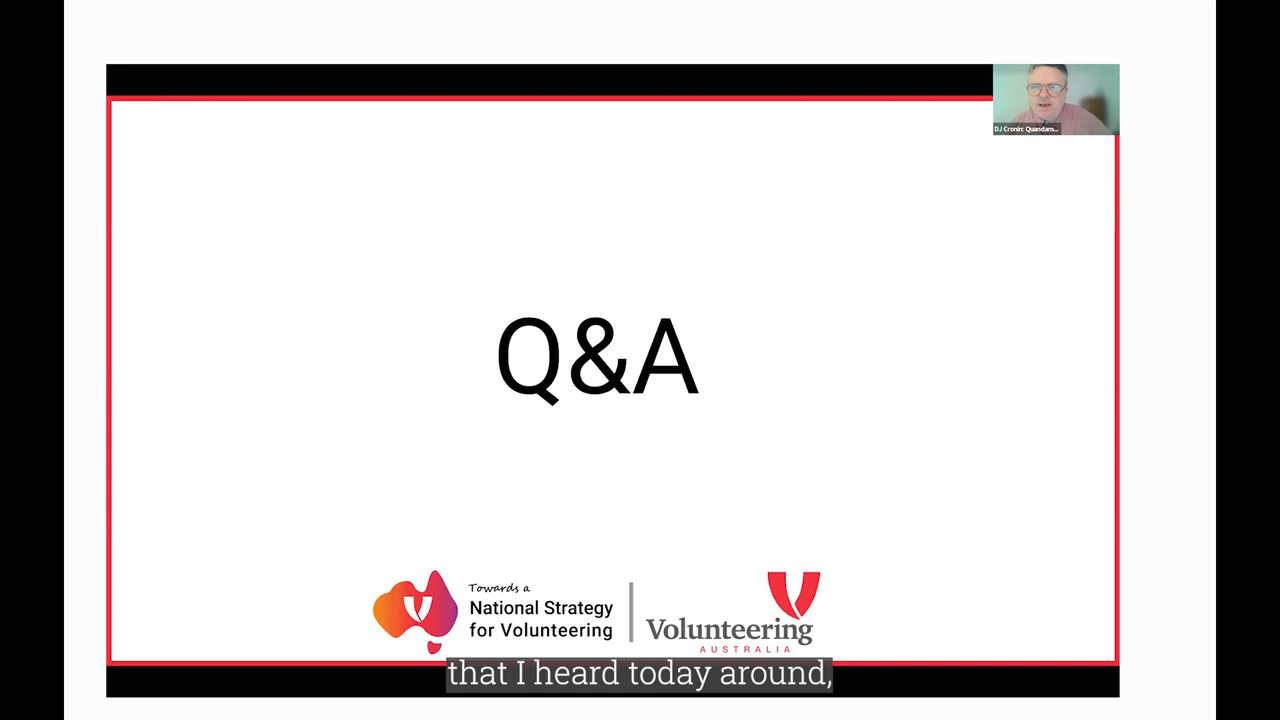 DJ Cronin: Quandam...
Q&A
Towards a
National Strategy
for Volunteering
Volunteering
AUSTRALIA
that I heard today around,